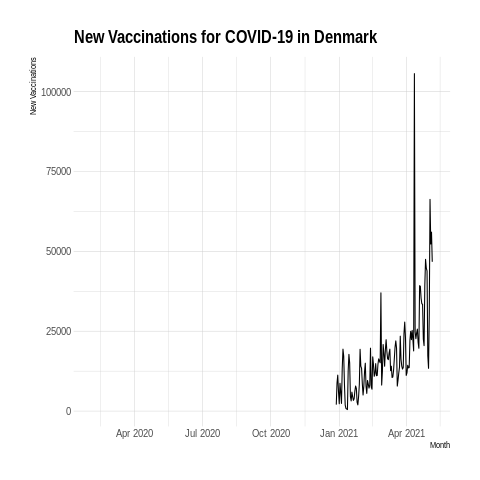 New Vaccinations for COVID-19 in Denmark
New Vaccinations
100000
75000
50000
25000
0
Apr 2020 Jul 2020 Oct 2020 Jan 2021 Apr 2021
Month